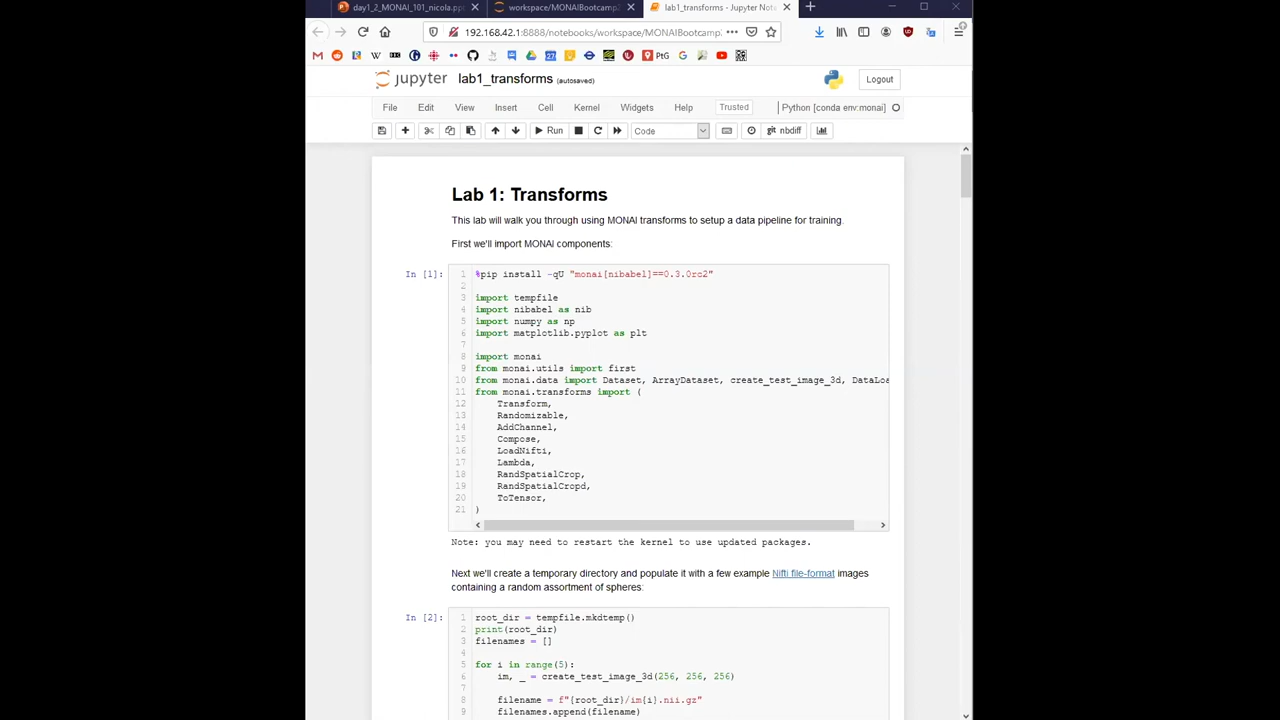 day1_2_MONAI_101_nicola.pp
workspace/MONAIBootcamp
lab1_transforms - Jupyter Note
192.168.42.1:8888/notebooks/workspace/MONAIBootcamp
PtG
jupyter lab1_transforms (autosaved)
Logout
File Edit View Insert Cell Kernel Widgets Help Trusted Python [conda env:monai]
Run Code nbdiff
Lab 1: Transforms
This lab will walk you through using MONAI transforms to setup a data pipeline for training.
First we'll import MONAI components:
In [1]:
1 %pip install -qU "monai[nibabel]==0.3.0rc2"
2
3 import tempfile
4 import nibabel as nib
5 import numpy as np
6 import matplotlib.pyplot as plt
7
8 import monai
9 from monai.utils import first
10 from monai.data import Dataset, ArrayDataset, create_test_image_3d, DataLoa
11 from monai.transforms import (
12 Transform,
13 Randomizable,
14 AddChannel,
15 Compose,
16 LoadNifti,
17 Lambda,
18 RandSpatialCrop,
19 RandSpatialCropd,
20 ToTensor,
21 )
Note: you may need to restart the kernel to use updated packages.
Next we'll create a temporary directory and populate it with a few example Nifti file-format images
containing a random assortment of spheres:
In [2]:
1 root_dir = tempfile.mkdtemp()
2 print(root_dir)
3 filenames = []
4
5 for i in range(5):
6 im, _ = create_test_image_3d(256, 256, 256)
8 filename = f"{root_dir}/im{i}.nii.gz"
9 filenames.append(filename)